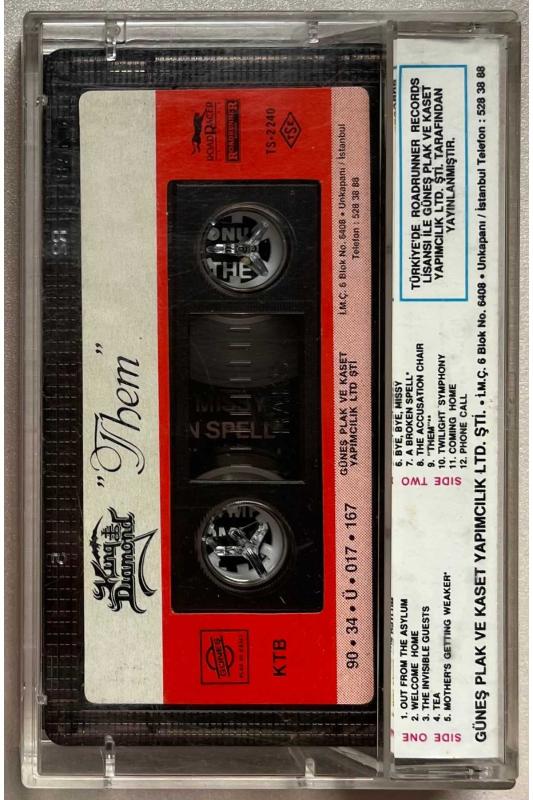 King
Diamond
"Them"
GÜNEŞ
KTB
ROADRACER
ROADRUNNER
TS-2240
TSE
90 • 34 • Ü • 017 • 167
GÜNEŞ PLAK VE KASET
YAPIMCILIK LTD ŞTİ
İ.M.Ç. 6 Blok No. 6408 • Unkapanı / İstanbul
Telefon : 528 38 88
THE
MISSY
N SPELL
SIDE ONE
1. OUT FROM THE ASYLUM
2. WELCOME HOME
3. THE INVISIBLE GUESTS
4. TEA
5. MOTHER'S GETTING WEAKER*
SIDE TWO
6. BYE, BYE, MISSY
7. A BROKEN SPELL*
8. THE ACCUSATION CHAIR
9. "THEM"*
10. TWILIGHT SYMPHONY
11. COMING HOME
12. PHONE CALL
TÜRKİYE'DE ROADRUNNER RECORDS
LİSANSI İLE GÜNEŞ PLAK VE KASET
YAPIMCILIK LTD. ŞTİ. TARAFINDAN
YAYINLANMIŞTIR.
GÜNEŞ PLAK VE KASET YAPIMCILIK LTD. ŞTİ. • İ.M.Ç. 6 Blok No. 6408 • Unkapanı / İstanbul Telefon : 528 38 88